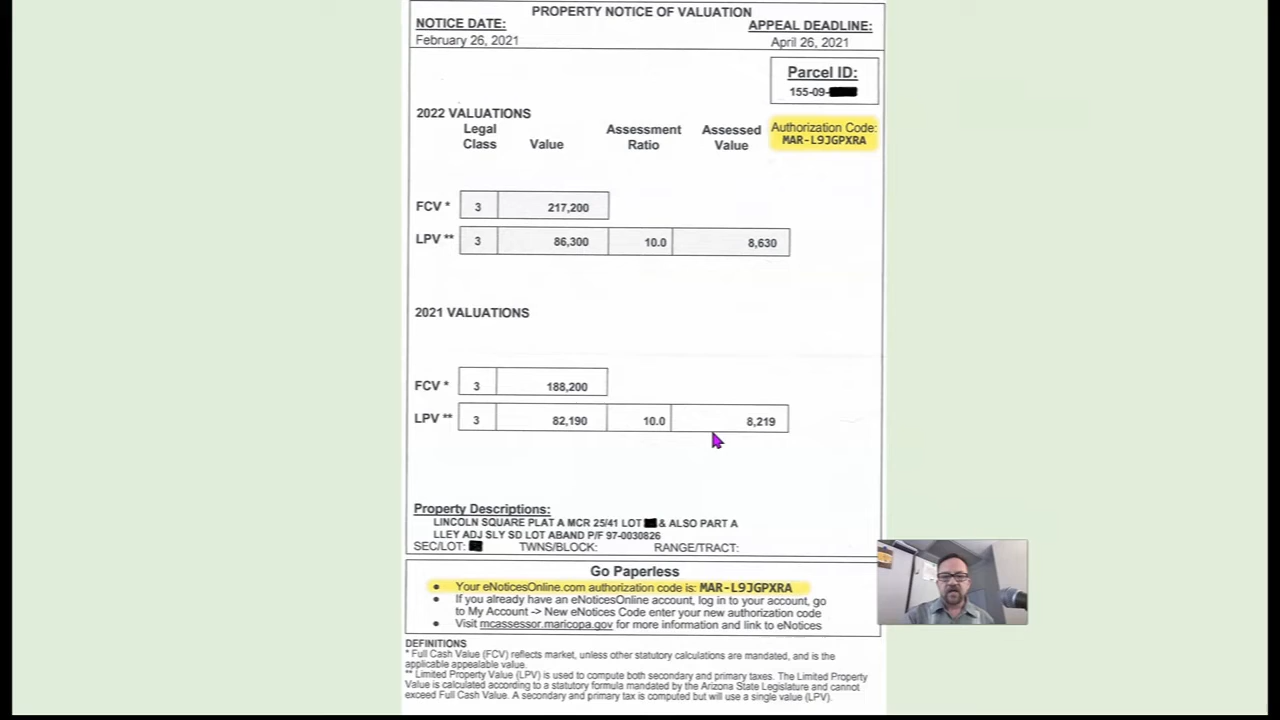 PROPERTY NOTICE OF VALUATION
NOTICE DATE:
APPEAL DEADLINE:
February 26, 2021
April 26, 2021
Parcel ID:
155-09-
2022 VALUATIONS
Legal Class Value Assessment Ratio Assessed Value
Authorization Code:
MAR-L9JGPXRA
FCV * 3 217,200
LPV ** 3 86,300 10.0 8,630
2021 VALUATIONS
FCV * 3 188,200
LPV ** 3 82,190 10.0 8,219
Property Descriptions:
LINCOLN SQUARE PLAT A MCR 25/41 LOT & ALSO PART A
LLEY ADJ SLY SD LOT ABAND P/F 97-0030826
SEC/LOT: TWNS/BLOCK: RANGE/TRACT:
Go Paperless
• Your eNoticesOnline.com authorization code is: MAR-L9JGPXRA
• If you already have an eNoticesOnline account, log in to your account, go
to My Account -> New eNotices Code enter your new authorization code
• Visit mcassessor.maricopa.gov for more information and link to eNotices
DEFINITIONS
* Full Cash Value (FCV) reflects market, unless other statutory calculations are mandated, and is the
applicable appealable value.
** Limited Property Value (LPV) is used to compute both secondary and primary taxes. The Limited Property
Value is calculated according to a statutory formula mandated by the Arizona State Legislature and cannot
exceed Full Cash Value. A secondary and primary tax is computed but will use a single value (LPV).